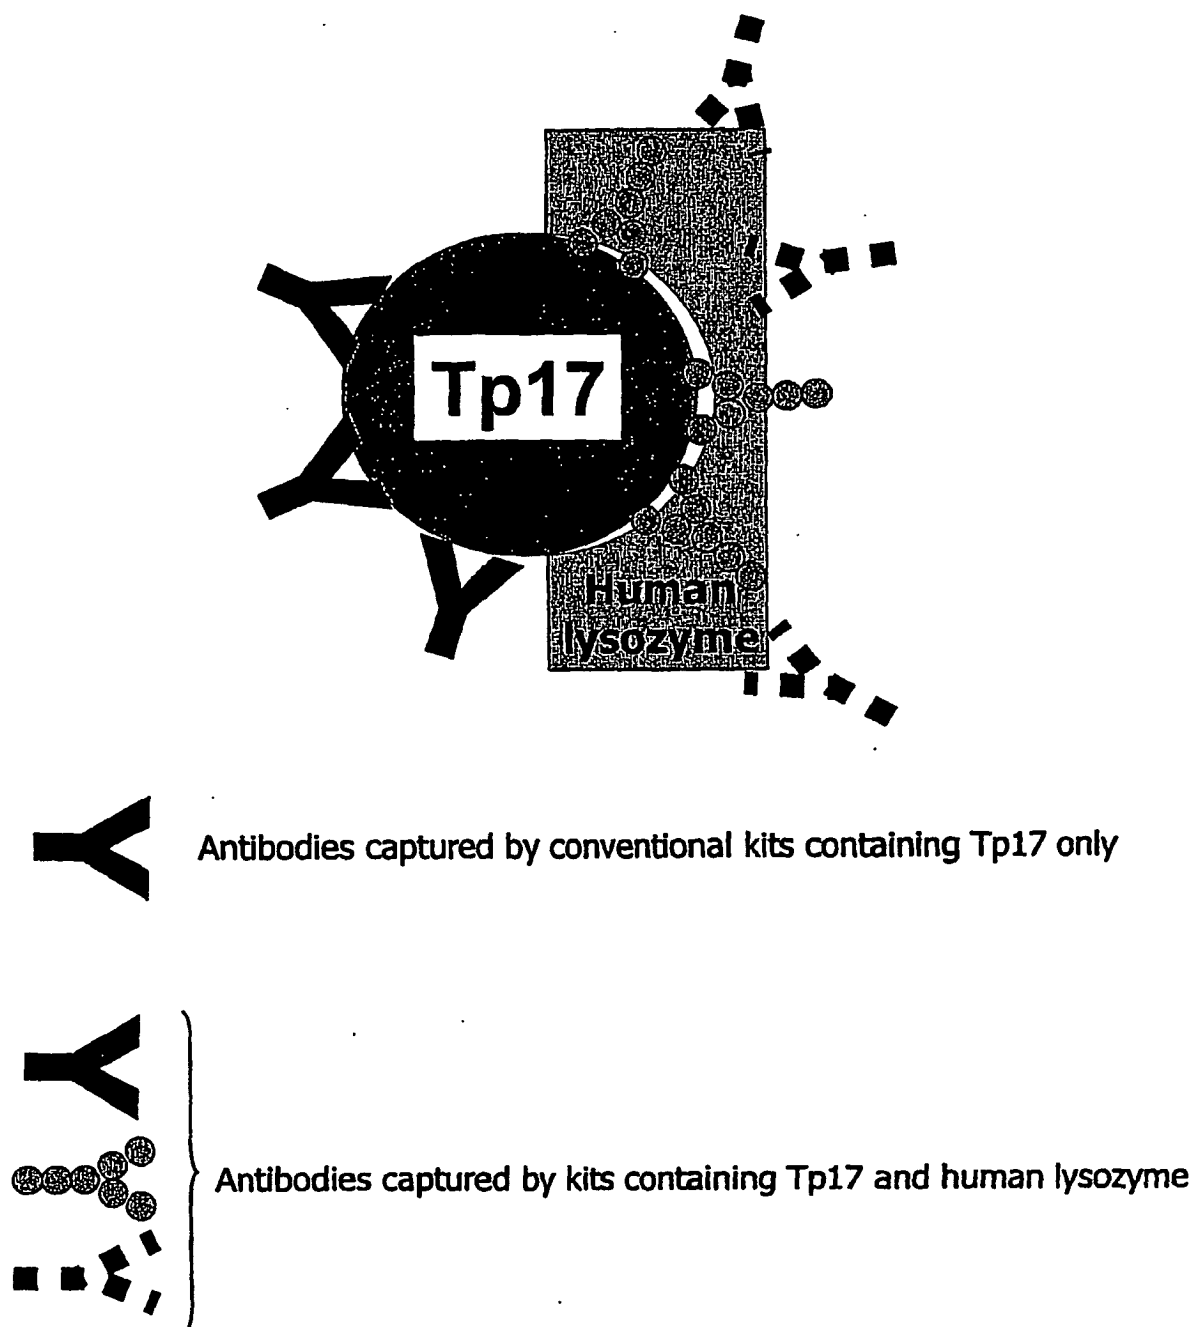 Tp17
Human
lysozyme
Antibodies captured by conventional kits containing Tp17 only
Antibodies captured by kits containing Tp17 and human lysozyme